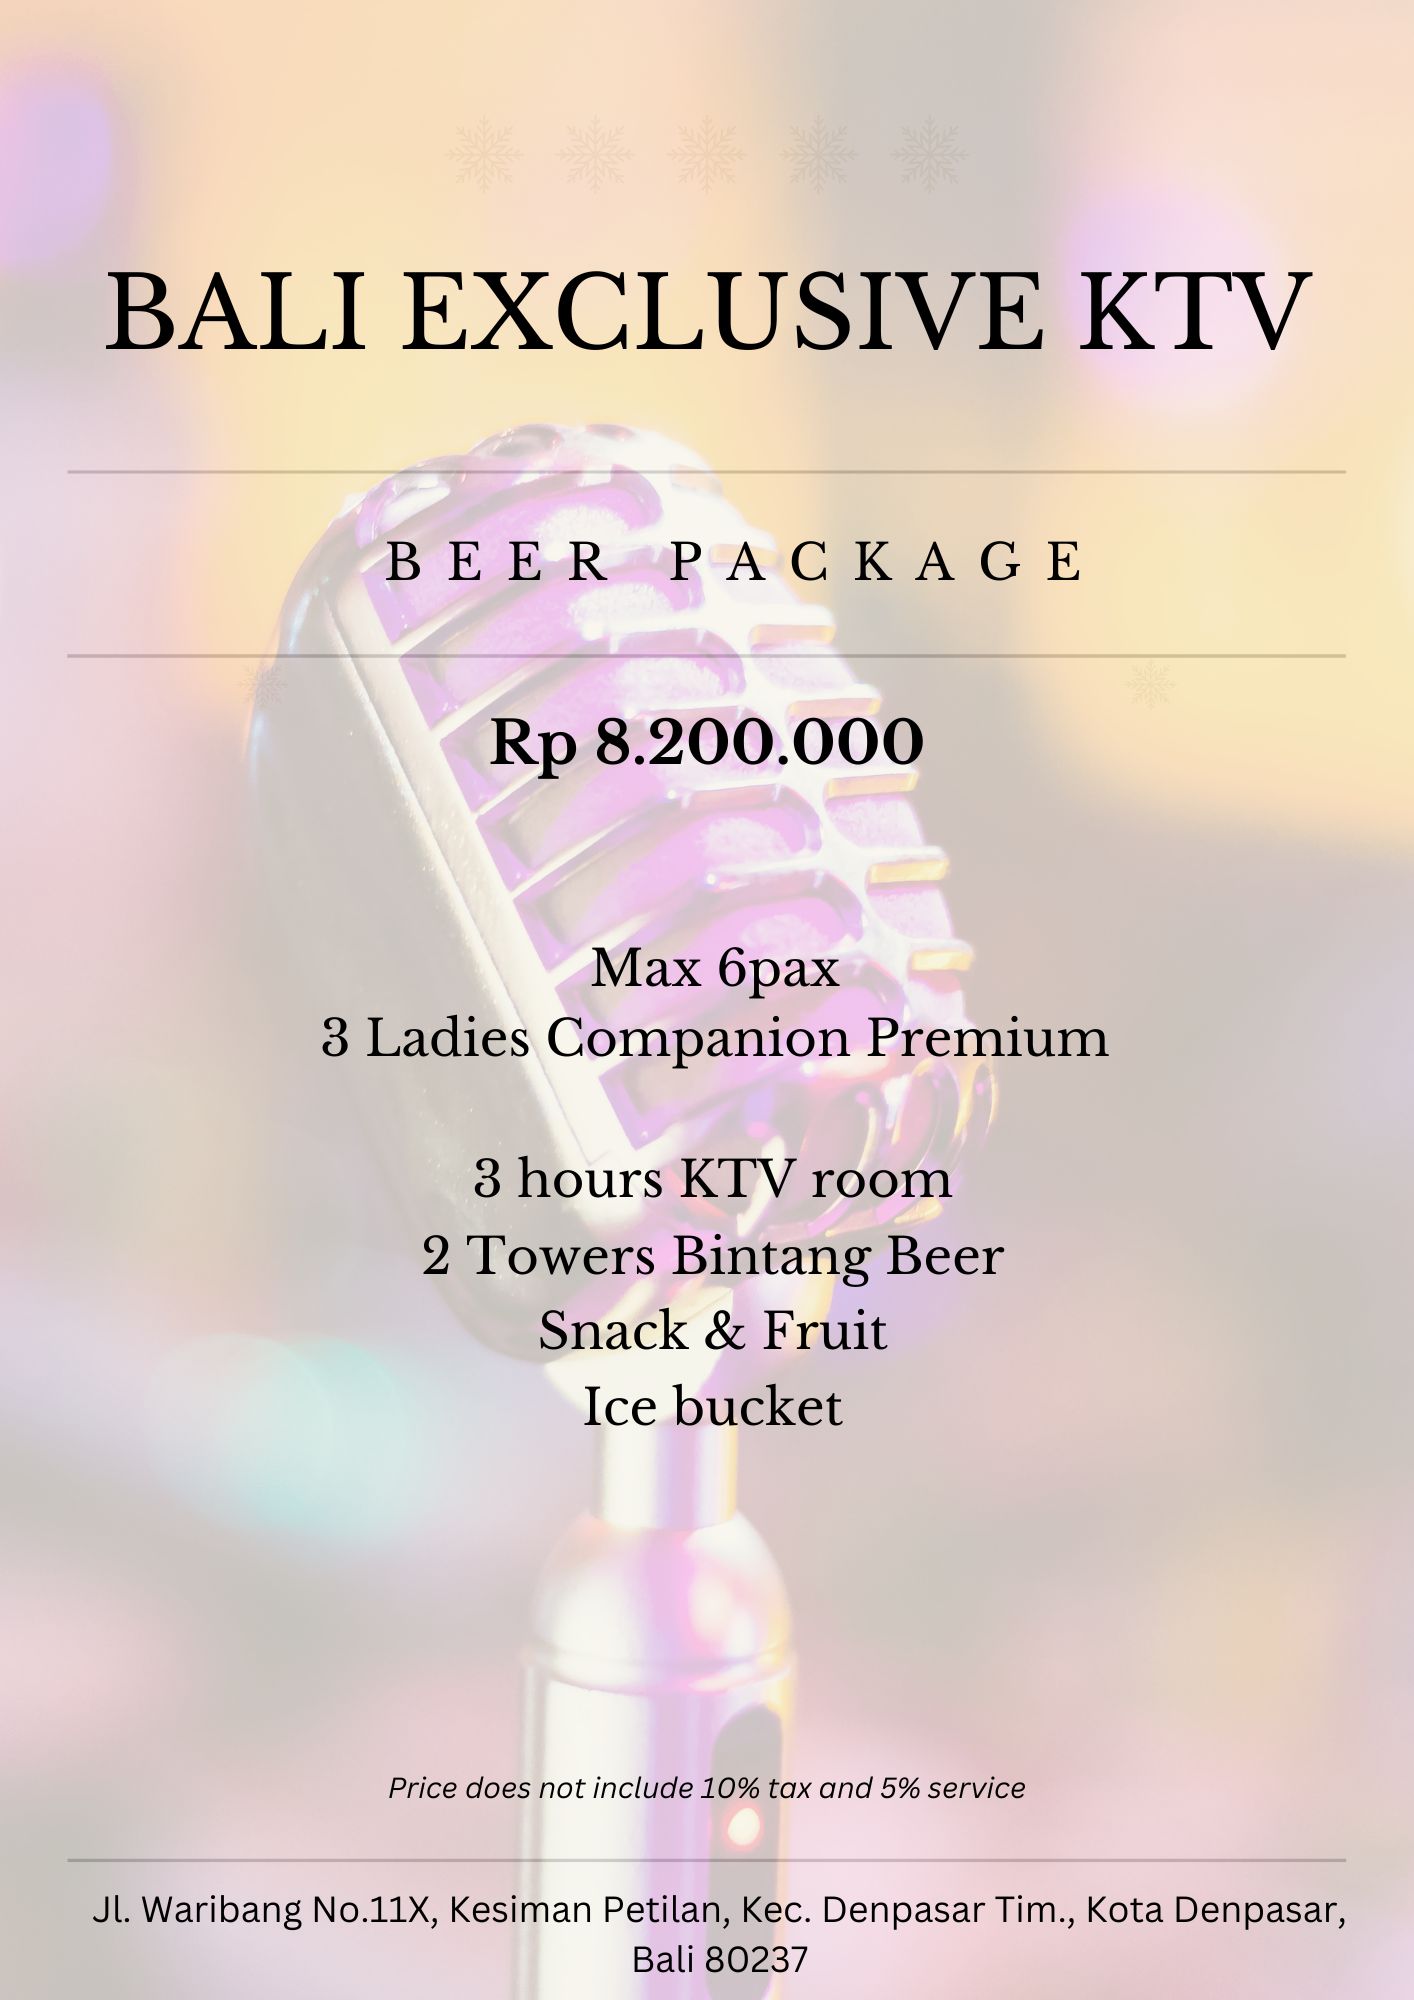 BALI EXCLUSIVE KTV
BEER PACKAGE
Rp 8.200.000
Max 6pax
3 Ladies Companion Premium
3 hours KTV room
2 Towers Bintang Beer
Snack & Fruit
Ice bucket
Price does not include 10% tax and 5% service
Jl. Waribang No.11X, Kesiman Petilan, Kec. Denpasar Tim., Kota Denpasar,
Bali 80237